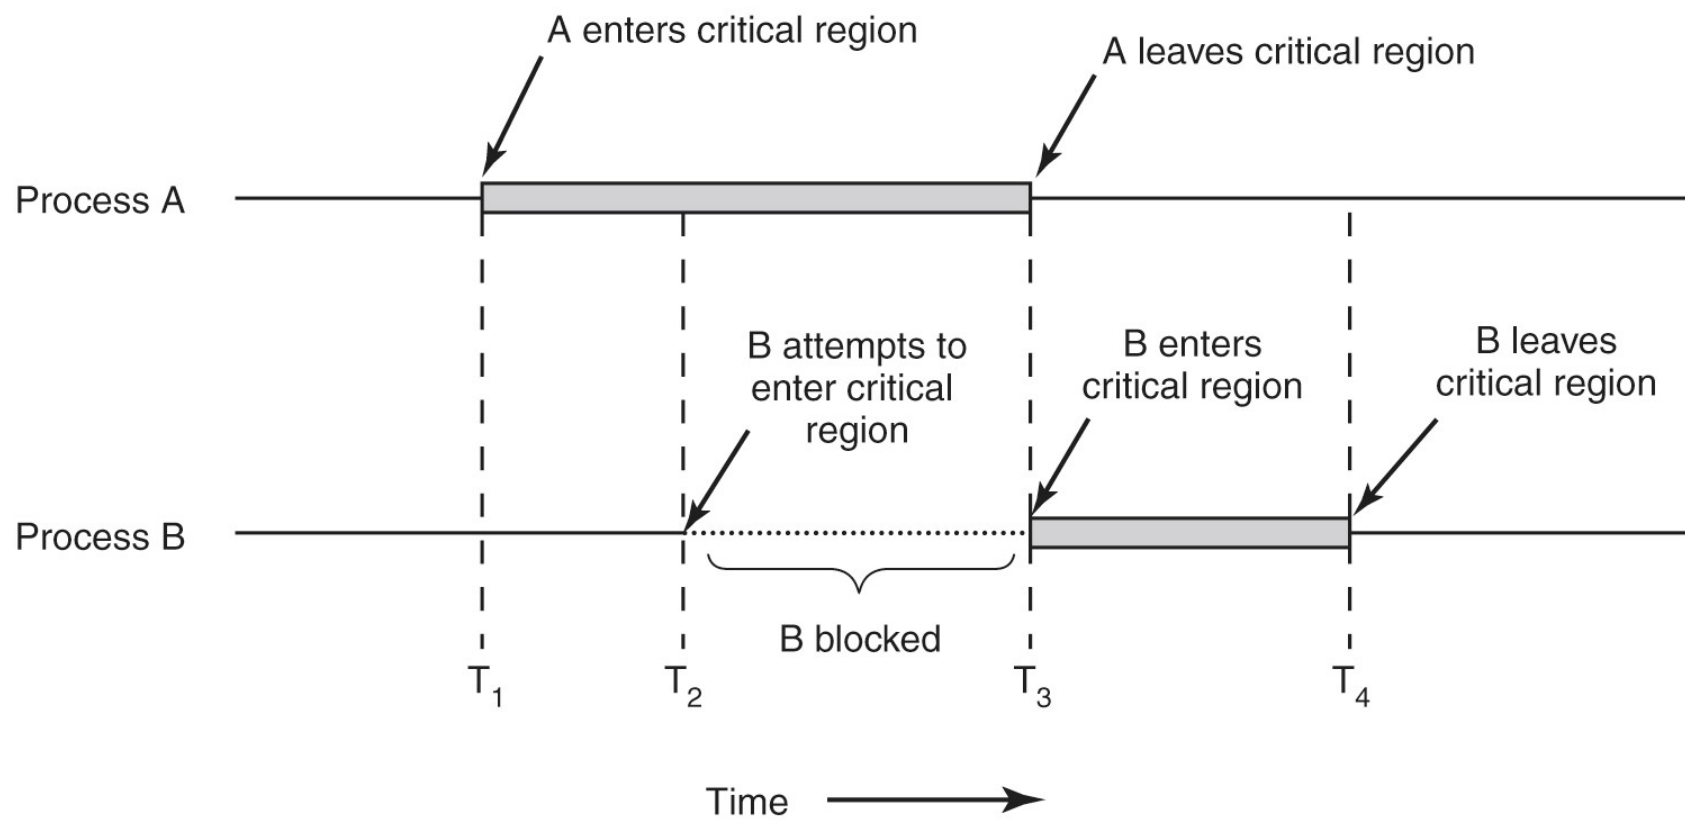 A enters critical region
A leaves critical region
Process A
B attempts to
enter critical
region
B enters
critical region
B leaves
critical region
Process B
B blocked
T1
T2
T3
T4
Time